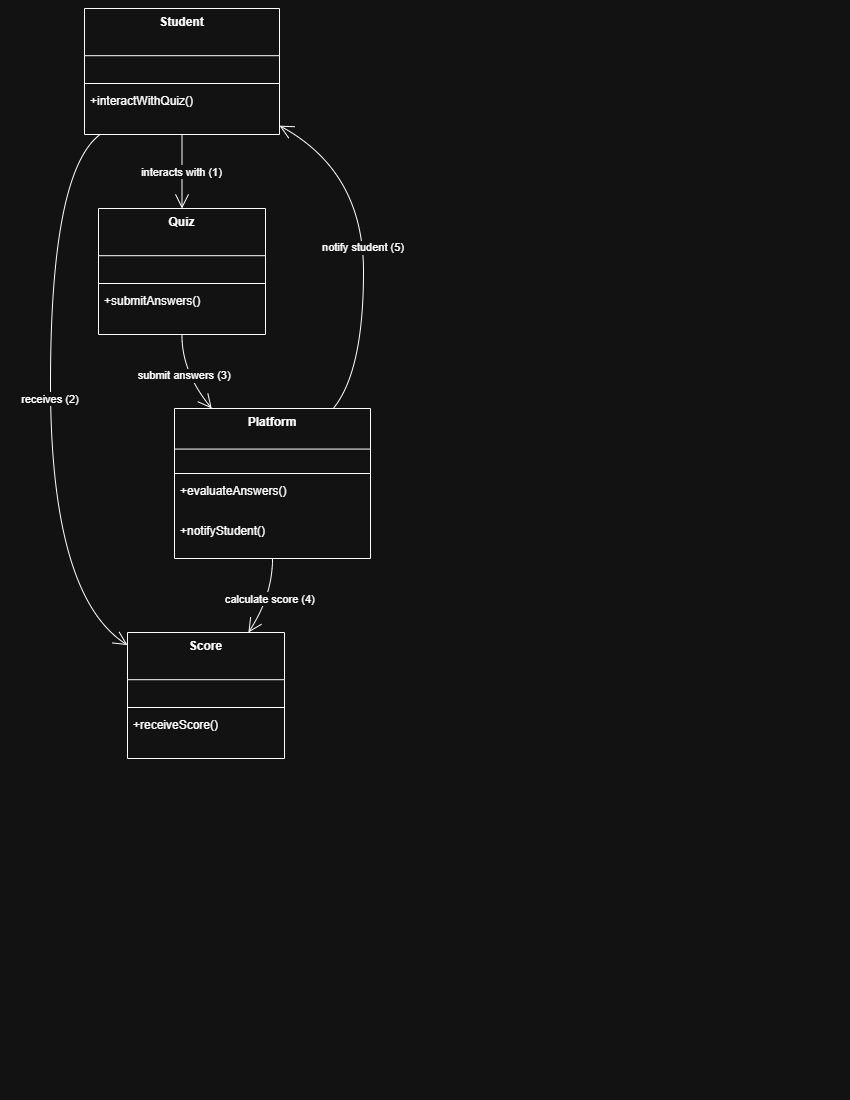 Student
+interactWithQuiz()
interacts with (1)
Quiz
notify student (5)
+submitAnswers()
submit answers (3)
receives (2)
Platform
+evaluateAnswers()
+notifyStudent()
calculate score (4)
Score
+receiveScore()